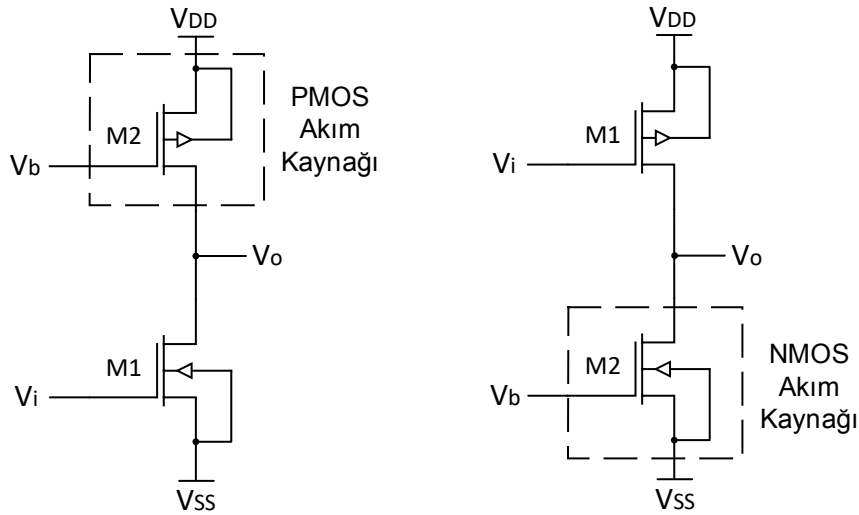 VDD
PMOS
Akım
Kaynağı
M2
Vb
Vo
M1
Vi
VSS
VDD
M1
Vi
Vo
NMOS
Akım
Kaynağı
M2
Vb
VSS